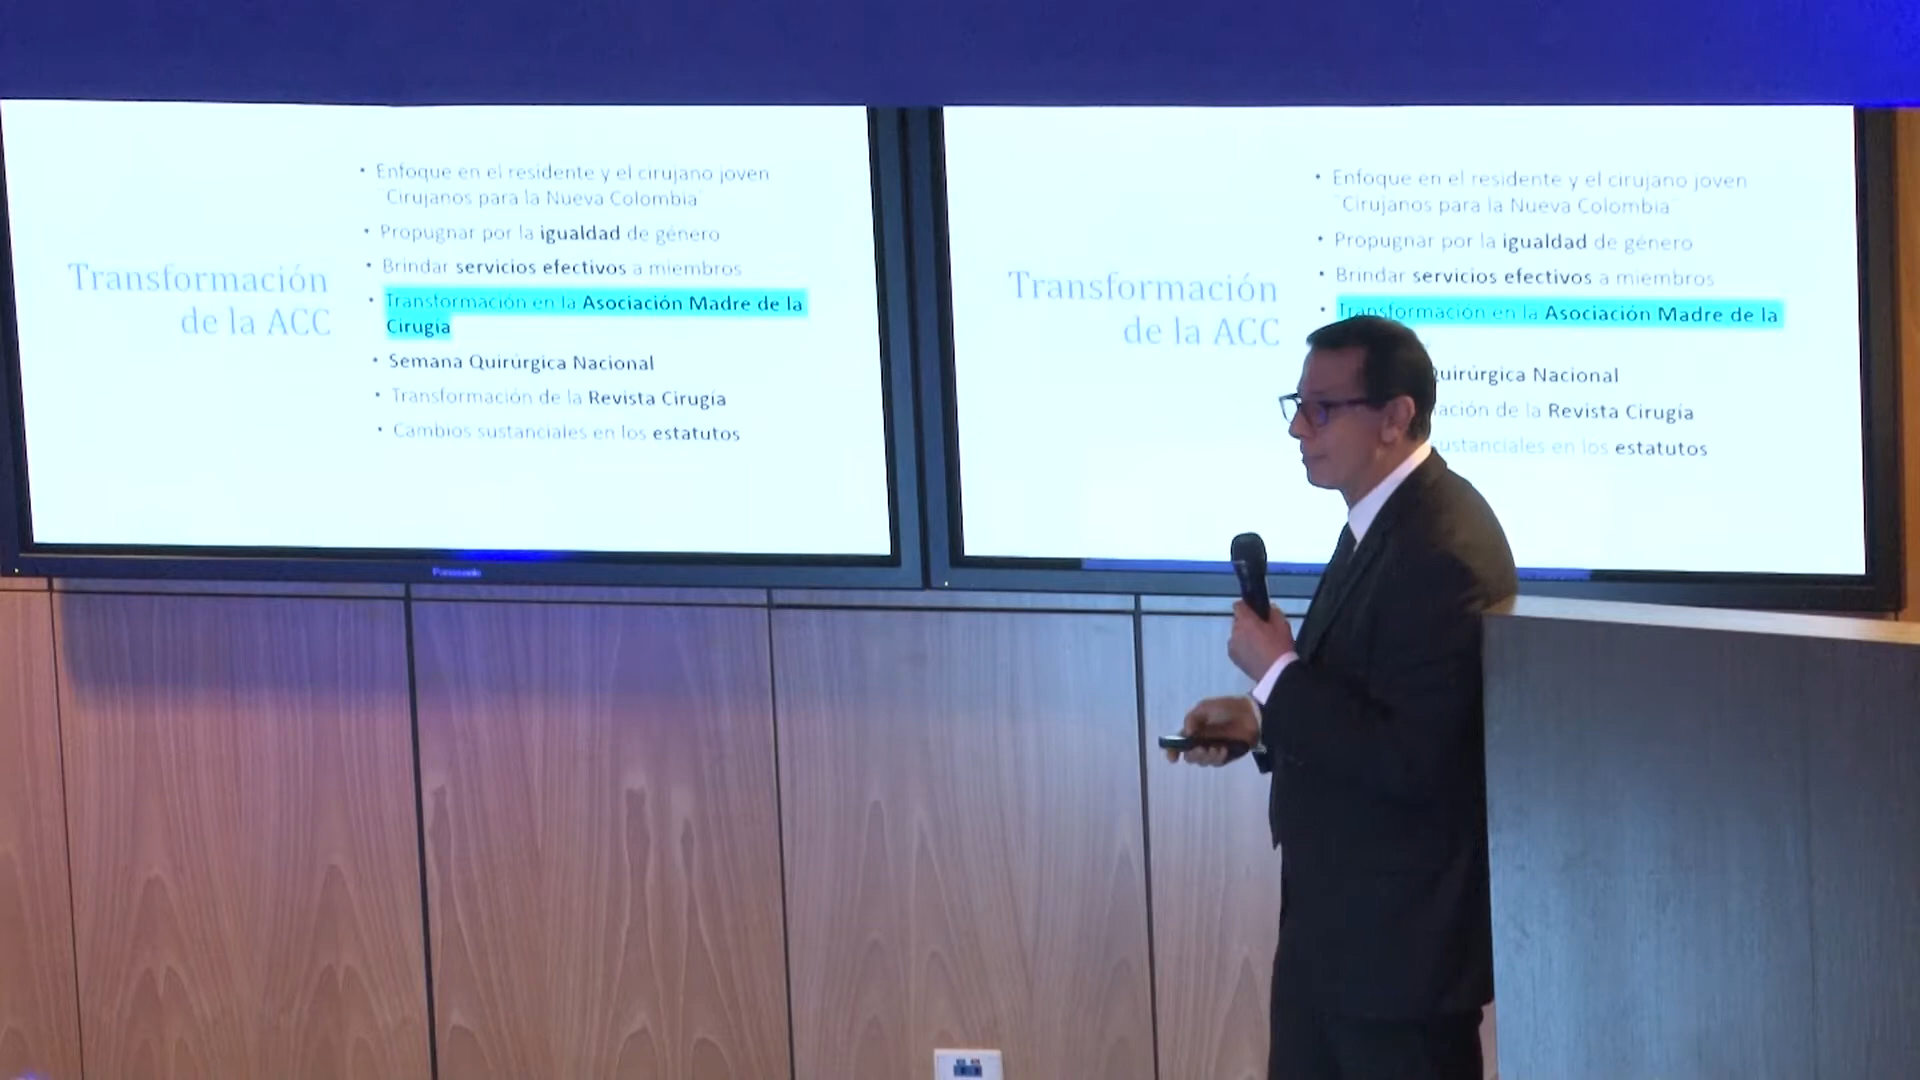 Transformación
de la ACC
• Enfoque en el residente y el cirujano joven
¨Cirujanos para la Nueva Colombia¨
• Propugnar por la igualdad de género
• Brindar servicios efectivos a miembros
• Transformación en la Asociación Madre de la
Cirugía
• Semana Quirúrgica Nacional
• Transformación de la Revista Cirugía
• Cambios sustanciales en los estatutos
Panasonic
Transformación
de la ACC
• Enfoque en el residente y el cirujano joven
¨Cirujanos para la Nueva Colombia¨
• Propugnar por la igualdad de género
• Brindar servicios efectivos a miembros
• Transformación en la Asociación Madre de la
Quirúrgica Nacional
ación de la Revista Cirugía
sustanciales en los estatutos